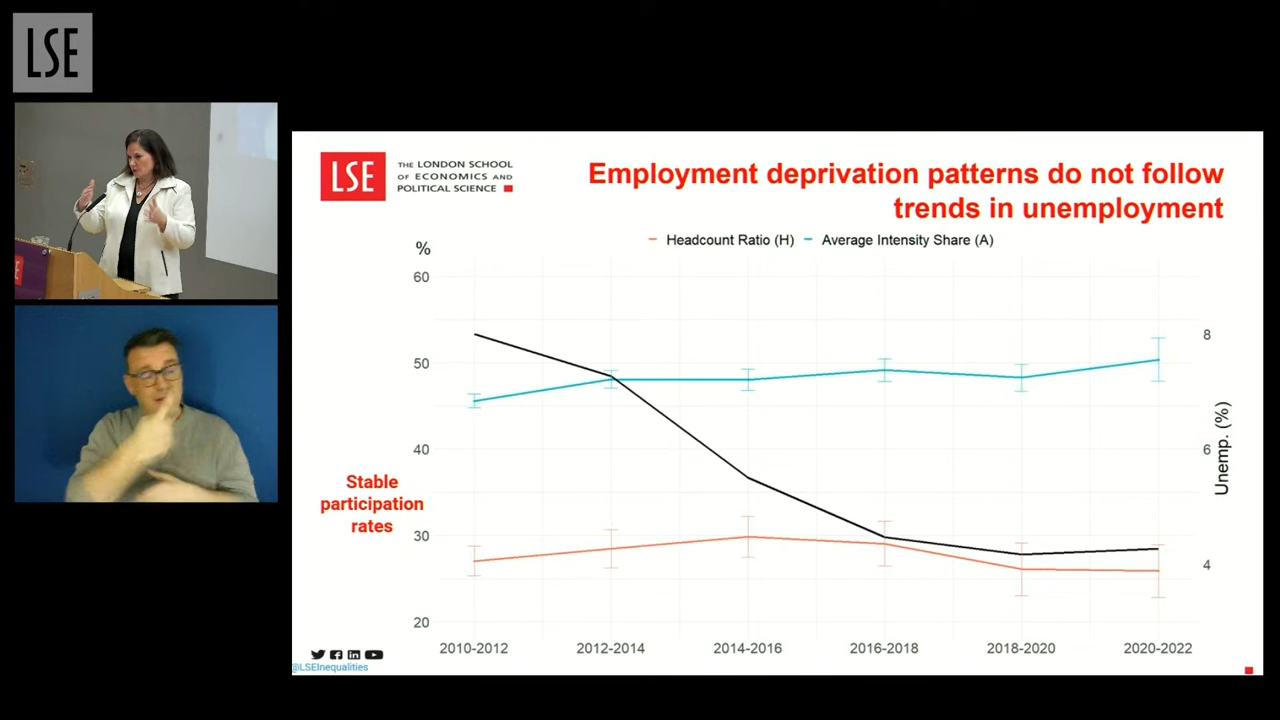 LSE
LSE
THE LONDON SCHOOL
OF ECONOMICS AND
POLITICAL SCIENCE
Employment deprivation patterns do not follow
trends in unemployment
Headcount Ratio (H) Average Intensity Share (A)
%
60
50
40
30
20
8
6
4
Unemp. (%)
Stable
participation
rates
2010-2012 2012-2014 2014-2016 2016-2018 2018-2020 2020-2022
@LSEInequalities